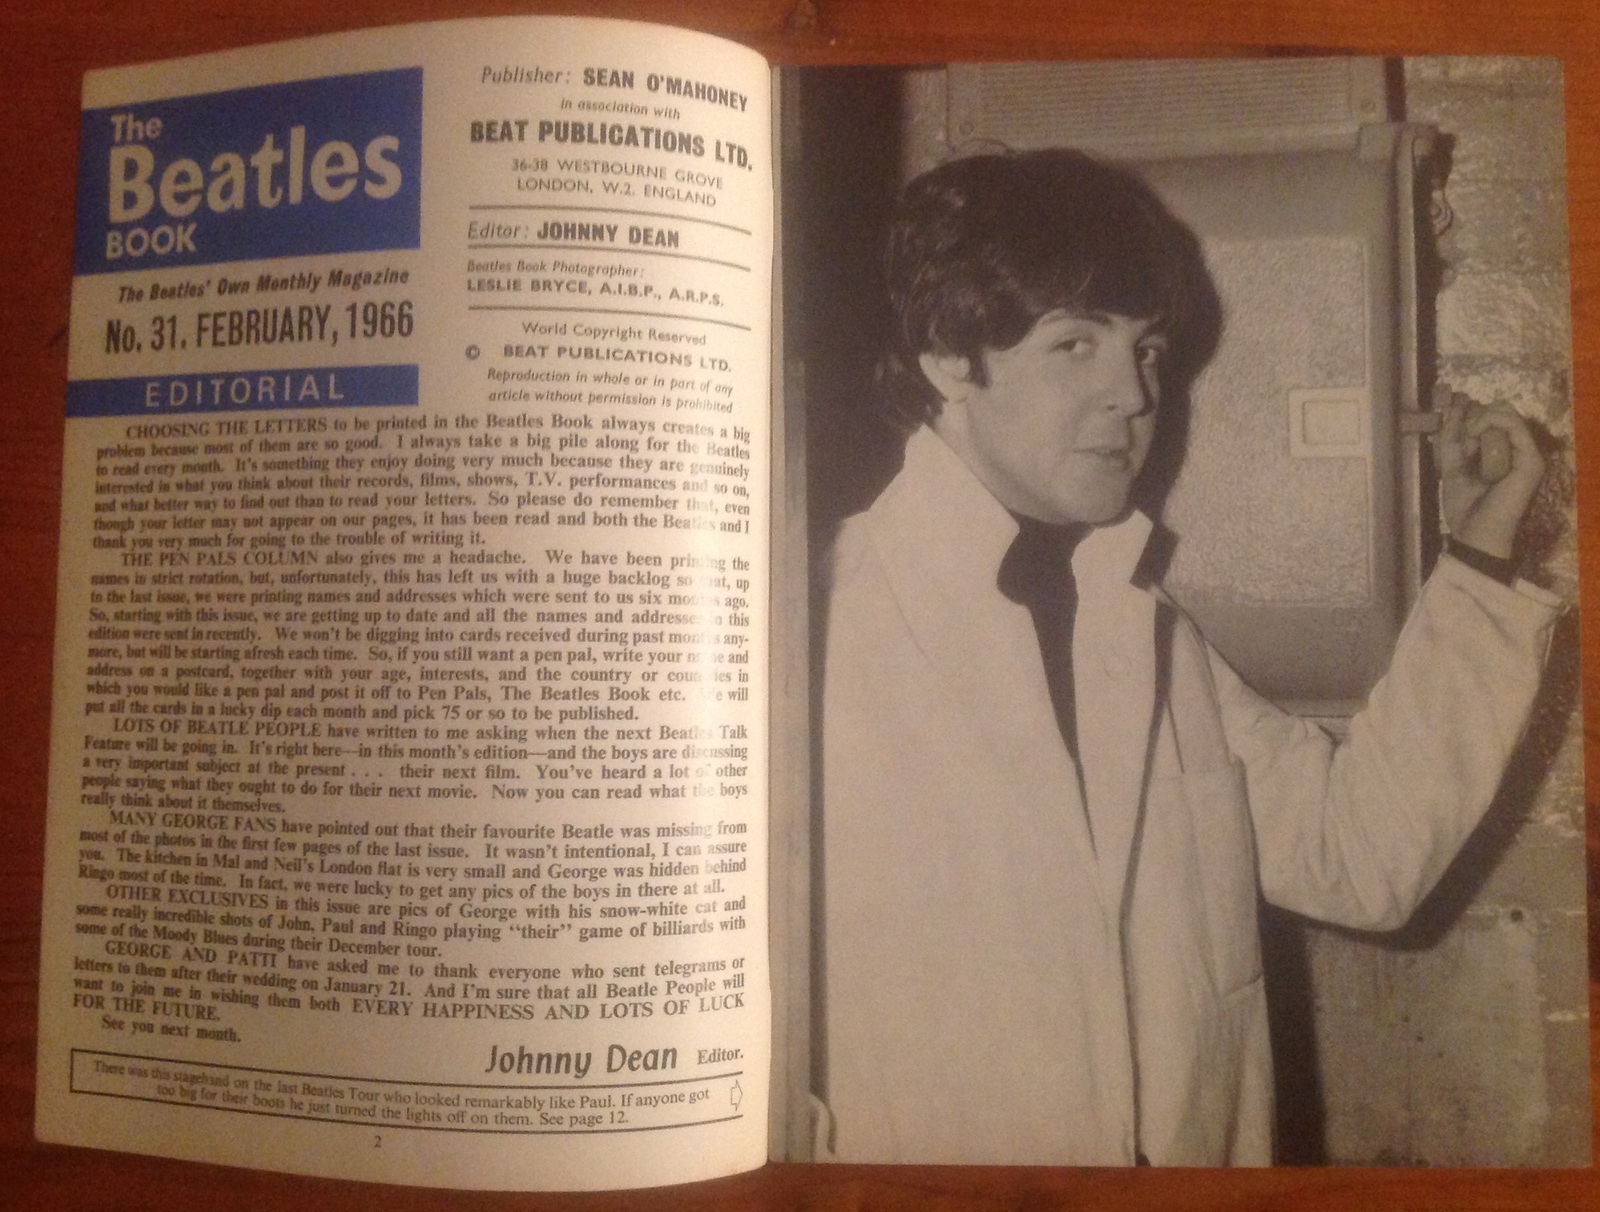 The
Beatles
BOOK
The Beatles' Own Monthly Magazine
No. 31. FEBRUARY, 1966
EDITORIAL
Publisher: SEAN O'MAHONEY
in association with
BEAT PUBLICATIONS LTD.
36-38 WESTBOURNE GROVE
LONDON, W.2. ENGLAND
Editor: JOHNNY DEAN
Beatles Book Photographer:
LESLIE BRYCE, A.I.B.P., A.R.P.S.
World Copyright Reserved
© BEAT PUBLICATIONS LTD.
Reproduction in whole or in part of any
article without permission is prohibited
CHOOSING THE LETTERS to be printed in the Beatles Book always creates a big
problem because most of them are so good. I always take a big pile along for the Beatles
to read every month. It's something they enjoy doing very much because they are genuinely
interested in what you think about their records, films, shows, T.V. performances and so on,
and what better way to find out than to read your letters. So please do remember that, even
though your letter may not appear on our pages, it has been read and both the Beatles and I
thank you very much for going to the trouble of writing it.
THE PEN PALS COLUMN also gives me a headache. We have been printing the
names in strict rotation, but, unfortunately, this has left us with a huge backlog so that, up
to the last issue, we were printing names and addresses which were sent to us six months ago.
So, starting with this issue, we are getting up to date and all the names and addresses in this
edition were sent in recently. We won't be digging into cards received during past months any-
more, but will be starting afresh each time. So, if you still want a pen pal, write your name and
address on a postcard, together with your age, interests, and the country or countries in
which you would like a pen pal and post it off to Pen Pals, The Beatles Book etc. We will
put all the cards in a lucky dip each month and pick 75 or so to be published.
LOTS OF BEATLE PEOPLE have written to me asking when the next Beatles Talk
Feature will be going in. It's right here—in this month's edition—and the boys are discussing
a very important subject at the present . . . their next film. You've heard a lot of other
people saying what they ought to do for their next movie. Now you can read what the boys
really think about it themselves.
MANY GEORGE FANS have pointed out that their favourite Beatle was missing from
most of the photos in the first few pages of the last issue. It wasn't intentional, I can assure
you. The kitchen in Mal and Neil's London flat is very small and George was hidden behind
Ringo most of the time. In fact, we were lucky to get any pics of the boys in there at all.
OTHER EXCLUSIVES in this issue are pics of George with his snow-white cat and
some really incredible shots of John, Paul and Ringo playing "their" game of billiards with
some of the Moody Blues during their December tour.
GEORGE AND PATTI have asked me to thank everyone who sent telegrams or
letters to them after their wedding on January 21. And I'm sure that all Beatle People will
want to join me in wishing them both EVERY HAPPINESS AND LOTS OF LUCK
FOR THE FUTURE.
See you next month.
Johnny Dean Editor.
There was this stagehand on the last Beatles Tour who looked remarkably like Paul. If anyone got
too big for their boots he just turned the lights off on them. See page 12.
2